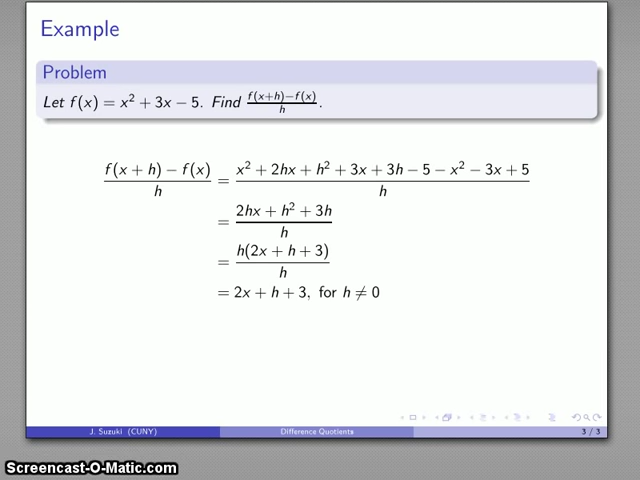 Example
Problem
Let f(x) = x² + 3x − 5. Find f(x+h)−f(x) / h .
f(x + h) − f(x) / h = x² + 2hx + h² + 3x + 3h − 5 − x² − 3x + 5 / h
= 2hx + h² + 3h / h
= h(2x + h + 3) / h
= 2x + h + 3, for h ≠ 0
J. Suzuki (CUNY) Difference Quotients 3 / 3
Screencast-O-Matic.com